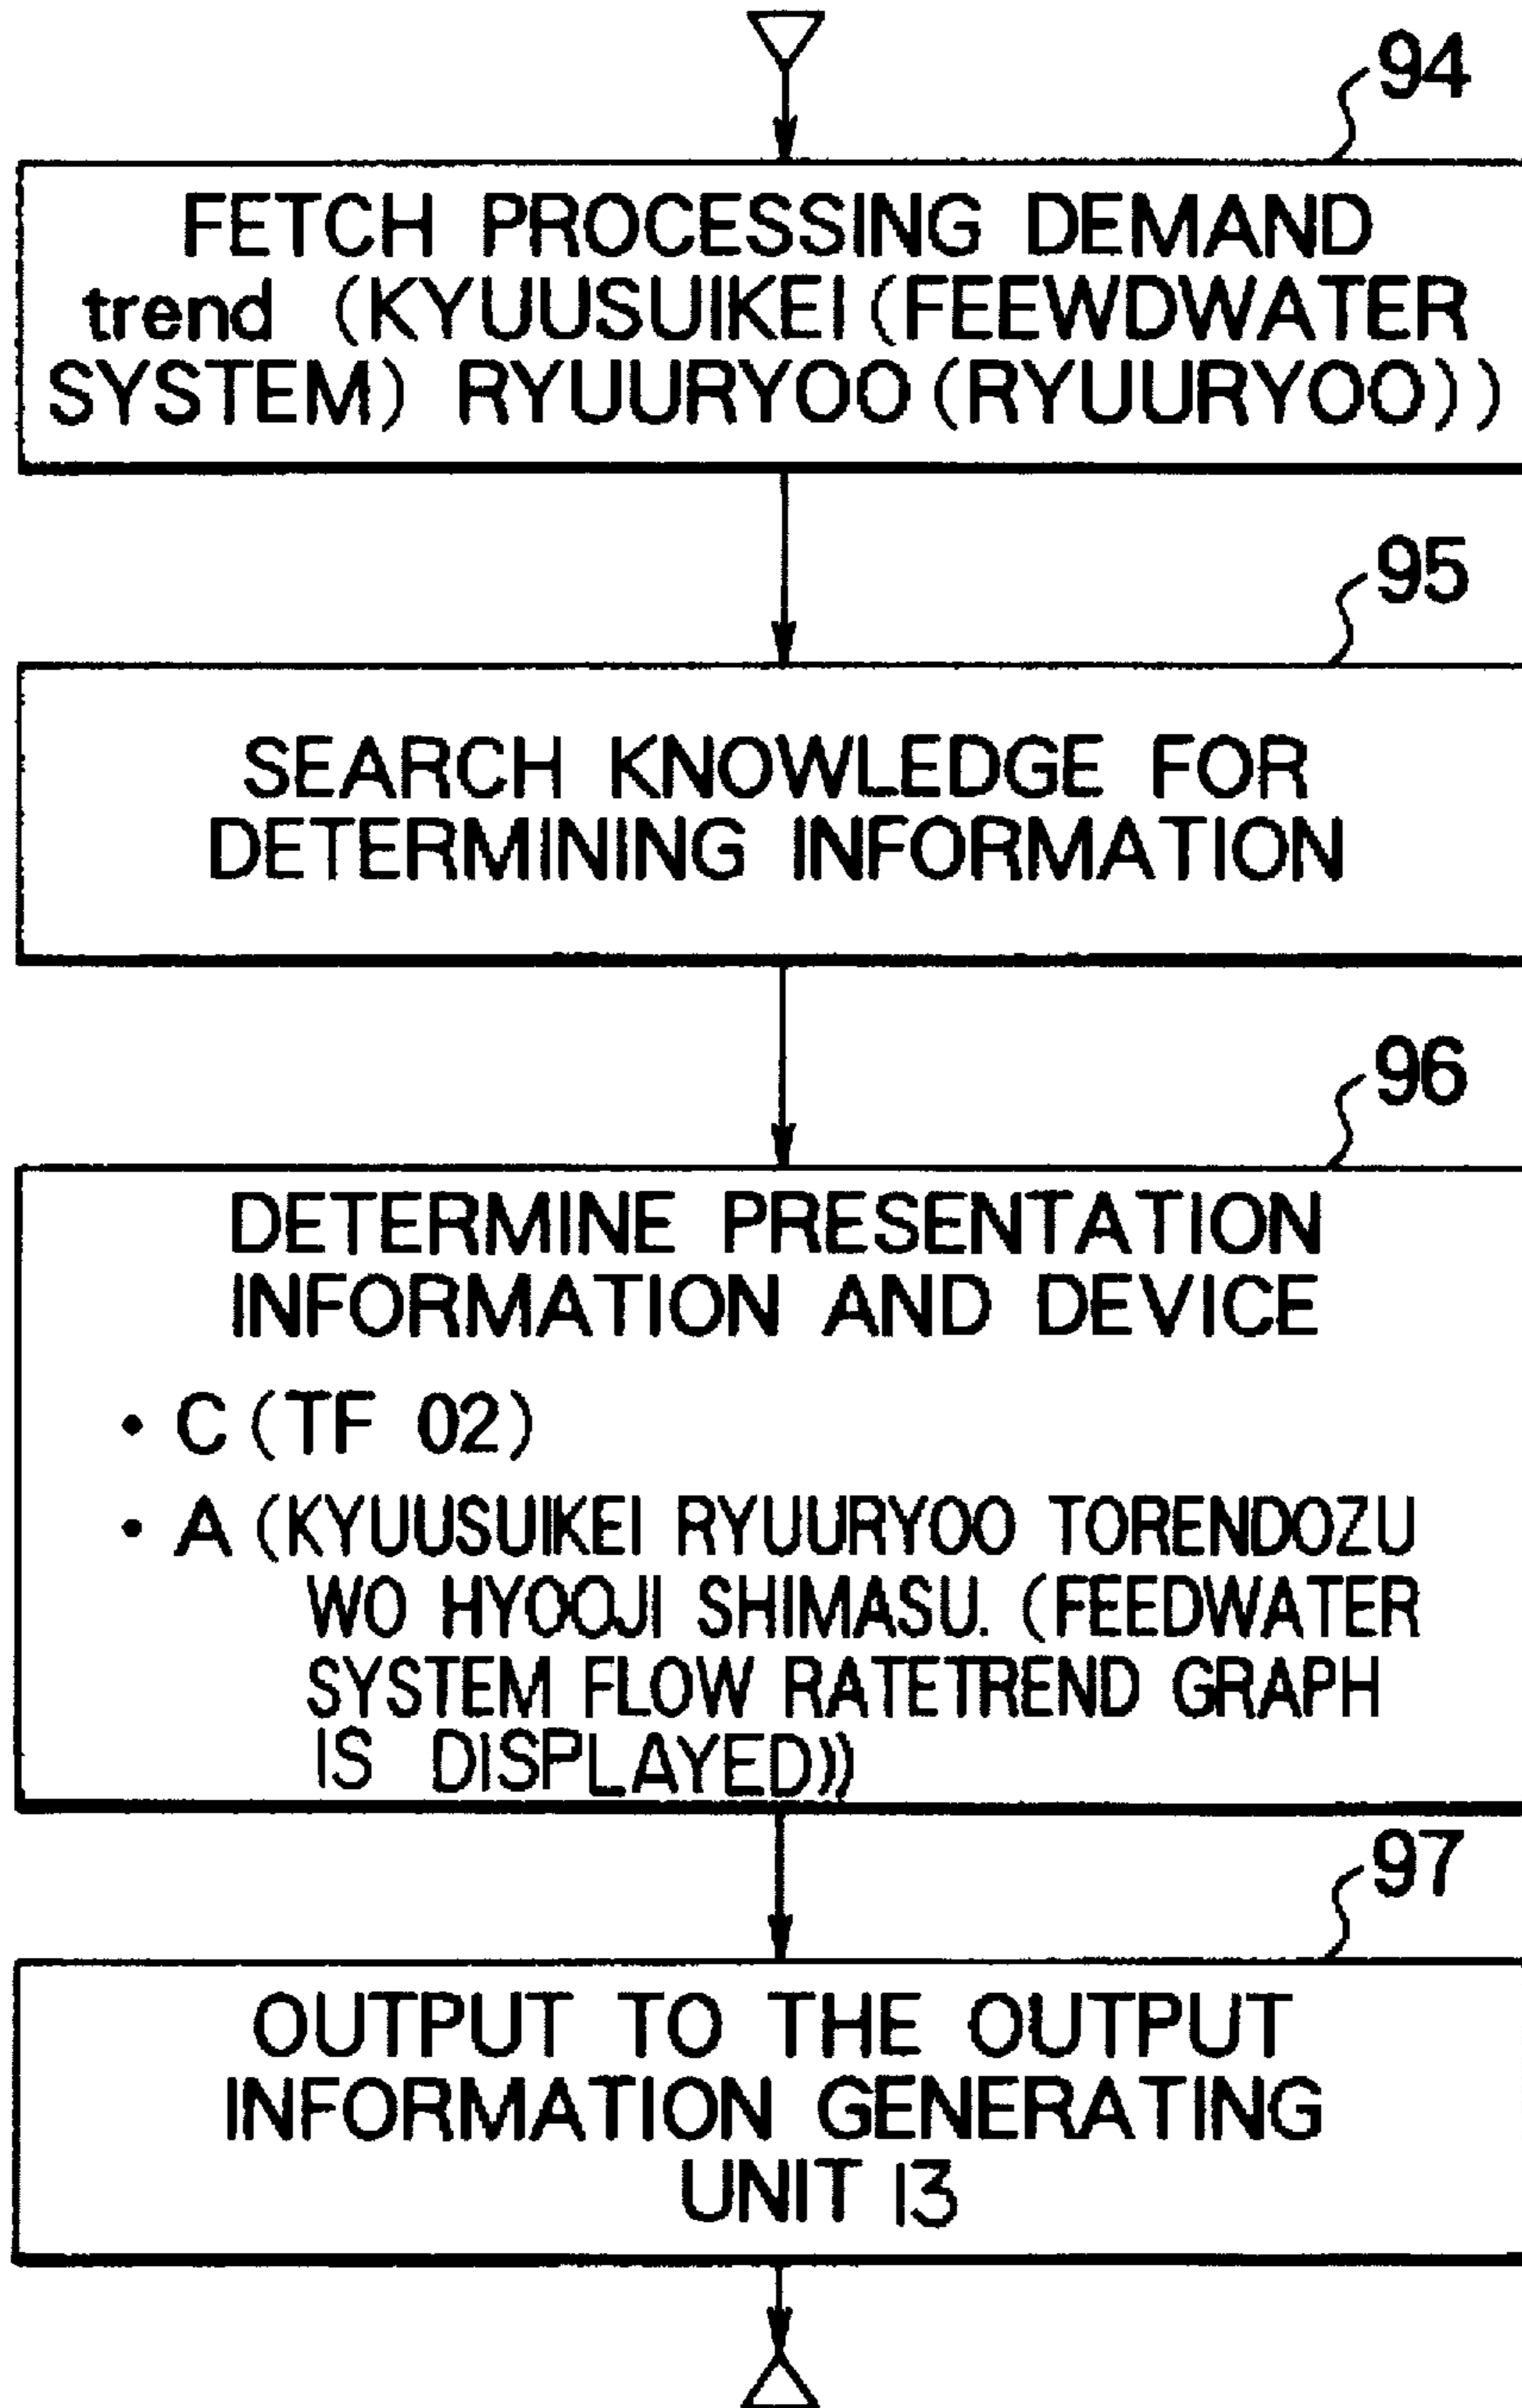 94
FETCH PROCESSING DEMAND
trend (KYUUSUIKEI (FEEWDWATER
SYSTEM) RYUURYOO (RYUURYOO))
95
SEARCH KNOWLEDGE FOR
DETERMINING INFORMATION
96
DETERMINE PRESENTATION
INFORMATION AND DEVICE
• C (TF 02)
• A (KYUUSUIKEI RYUURYOO TORENDOZU
WO HYOOJI SHIMASU. (FEEDWATER
SYSTEM FLOW RATETREND GRAPH
IS DISPLAYED))
97
OUTPUT TO THE OUTPUT
INFORMATION GENERATING
UNIT 13